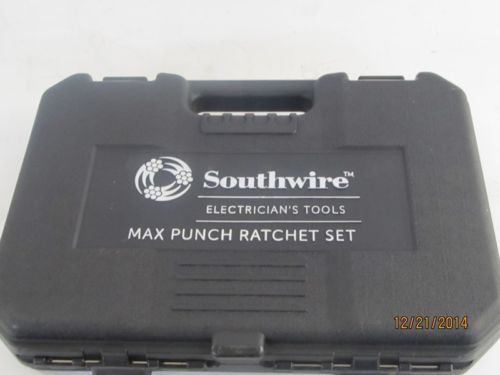 Southwire™
ELECTRICIAN'S TOOLS
MAX PUNCH RATCHET SET
12/21/2014